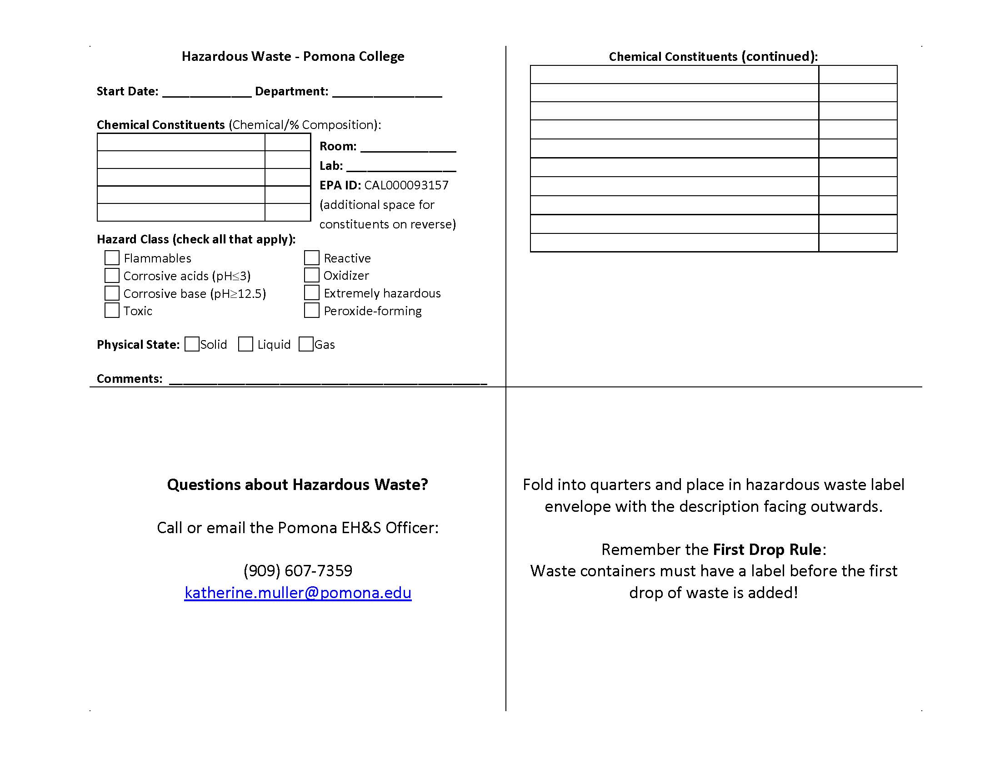 Hazardous Waste - Pomona College
Start Date: _____________ Department: ________________
Chemical Constituents (Chemical/% Composition):
Room: ______________
Lab: ________________
EPA ID: CAL000093157
(additional space for
constituents on reverse)
Hazard Class (check all that apply):
Flammables
Corrosive acids (pH≤3)
Corrosive base (pH≥12.5)
Toxic
Reactive
Oxidizer
Extremely hazardous
Peroxide-forming
Physical State: Solid Liquid Gas
Comments: ______________________________________________
Chemical Constituents (continued):
Questions about Hazardous Waste?
Call or email the Pomona EH&S Officer:
(909) 607-7359
katherine.muller@pomona.edu
Fold into quarters and place in hazardous waste label
envelope with the description facing outwards.
Remember the First Drop Rule:
Waste containers must have a label before the first
drop of waste is added!